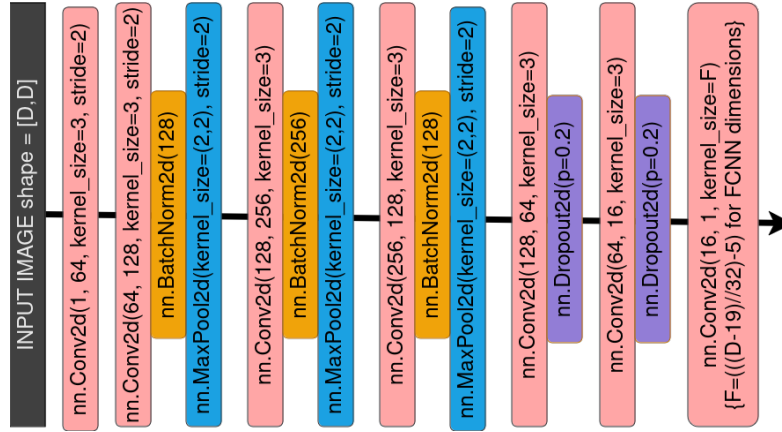 INPUT IMAGE shape = [D,D]
nn.Conv2d(1, 64, kernel_size=3, stride=2)
nn.Conv2d(64, 128, kernel_size=3, stride=2)
nn.BatchNorm2d(128)
nn.MaxPool2d(kernel_size=(2,2), stride=2)
nn.Conv2d(128, 256, kernel_size=3)
nn.BatchNorm2d(256)
nn.MaxPool2d(kernel_size=(2,2), stride=2)
nn.Conv2d(256, 128, kernel_size=3)
nn.BatchNorm2d(128)
nn.MaxPool2d(kernel_size=(2,2), stride=2)
nn.Conv2d(128, 64, kernel_size=3)
nn.Dropout2d(p=0.2)
nn.Conv2d(64, 16, kernel_size=3)
nn.Dropout2d(p=0.2)
nn.Conv2d(16, 1, kernel_size=F)
{F=(((D-19)//32)-5) for FCNN dimensions}